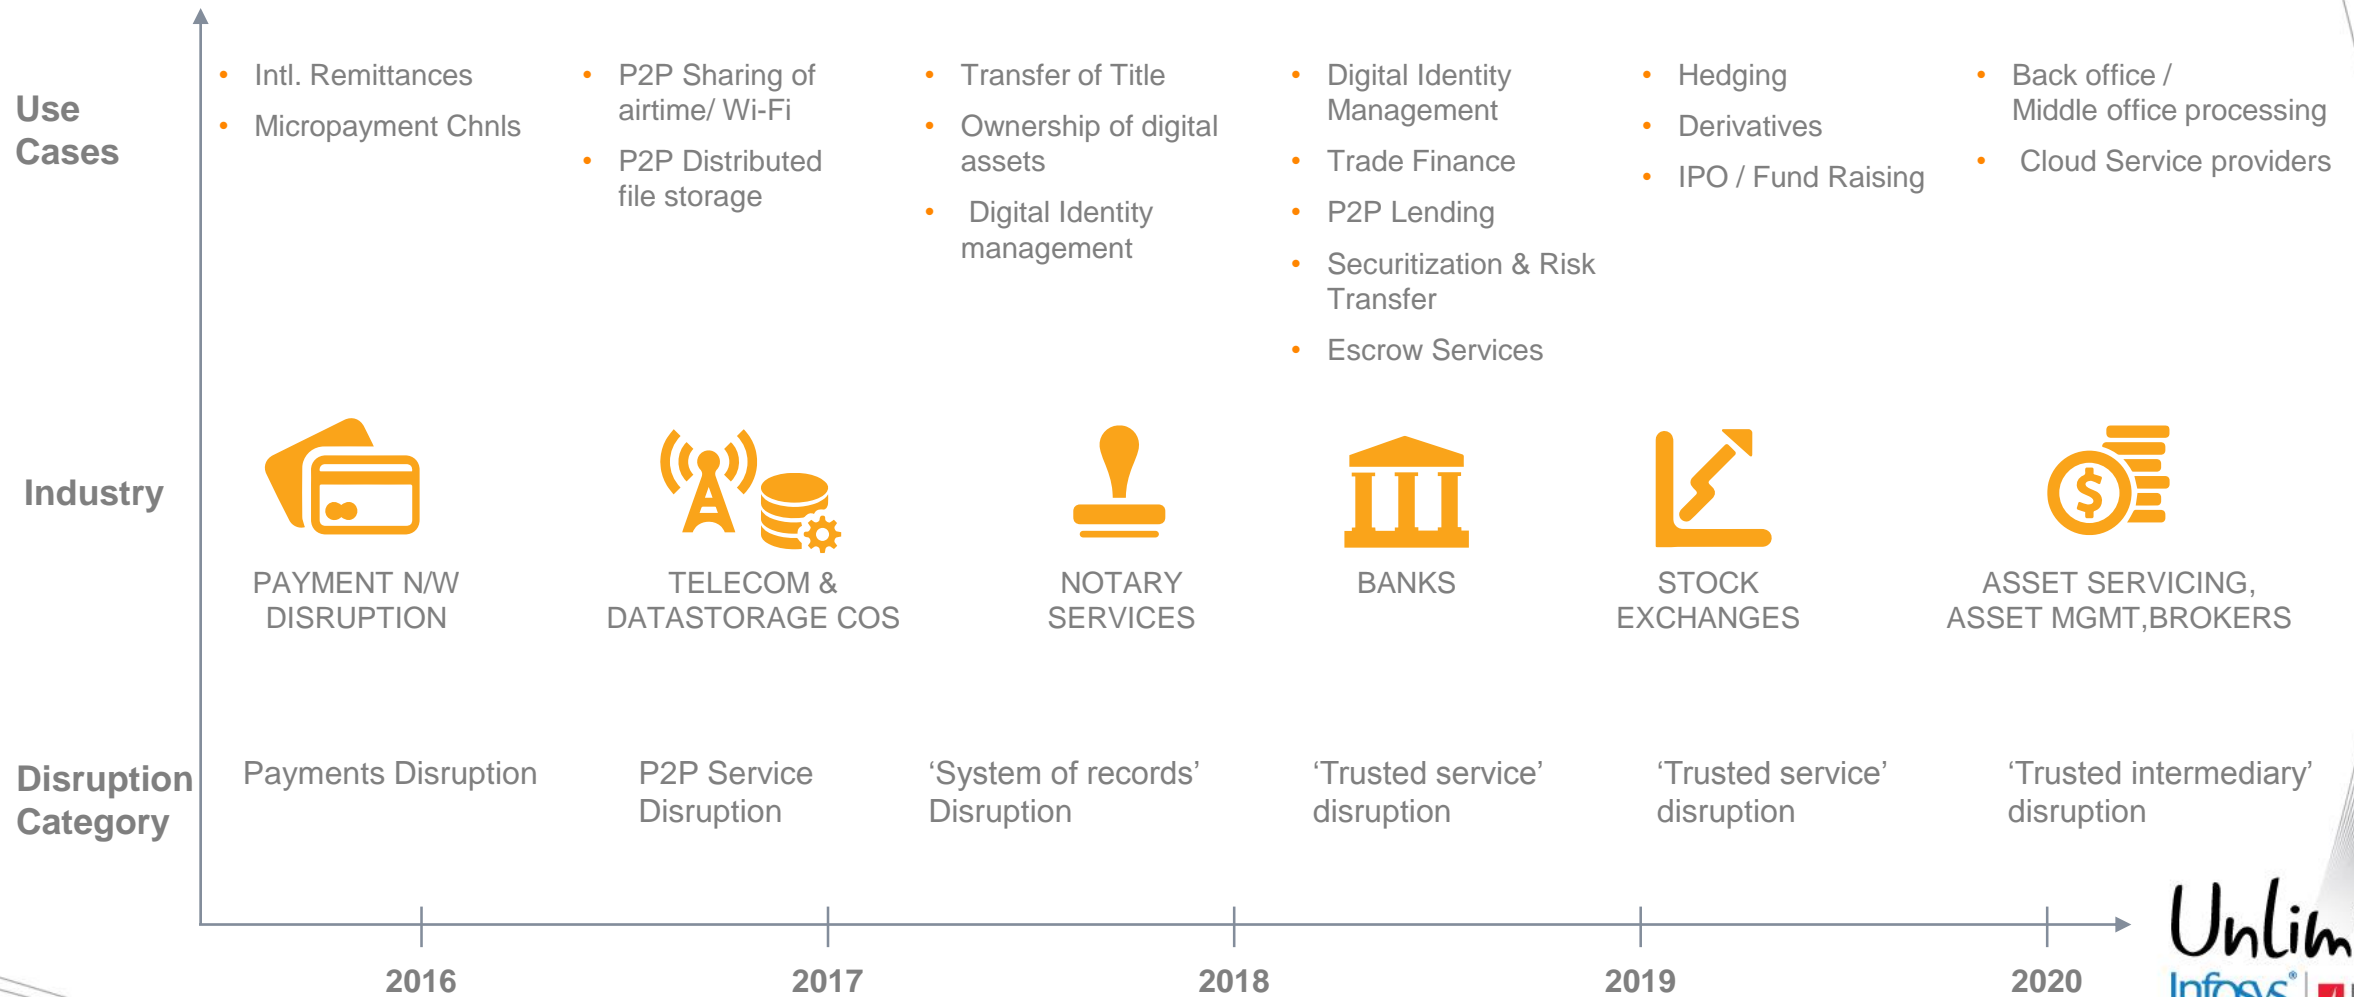 Use
Cases
• Intl. Remittances
• Micropayment Chnls
• P2P Sharing of
airtime/ Wi-Fi
• P2P Distributed
file storage
• Transfer of Title
• Ownership of digital
assets
• Digital Identity
management
• Digital Identity
Management
• Trade Finance
• P2P Lending
• Securitization & Risk
Transfer
• Escrow Services
• Hedging
• Derivatives
• IPO / Fund Raising
• Back office /
Middle office processing
• Cloud Service providers
Industry
$
PAYMENT N/W
DISRUPTION
TELECOM &
DATASTORAGE COS
NOTARY
SERVICES
BANKS
STOCK
EXCHANGES
ASSET SERVICING,
ASSET MGMT,BROKERS
Disruption
Category
Payments Disruption
P2P Service
Disruption
‘System of records’
Disruption
‘Trusted service’
disruption
‘Trusted service’
disruption
‘Trusted intermediary’
disruption
2016
2017
2018
2019
2020
Unlim
Infosys®